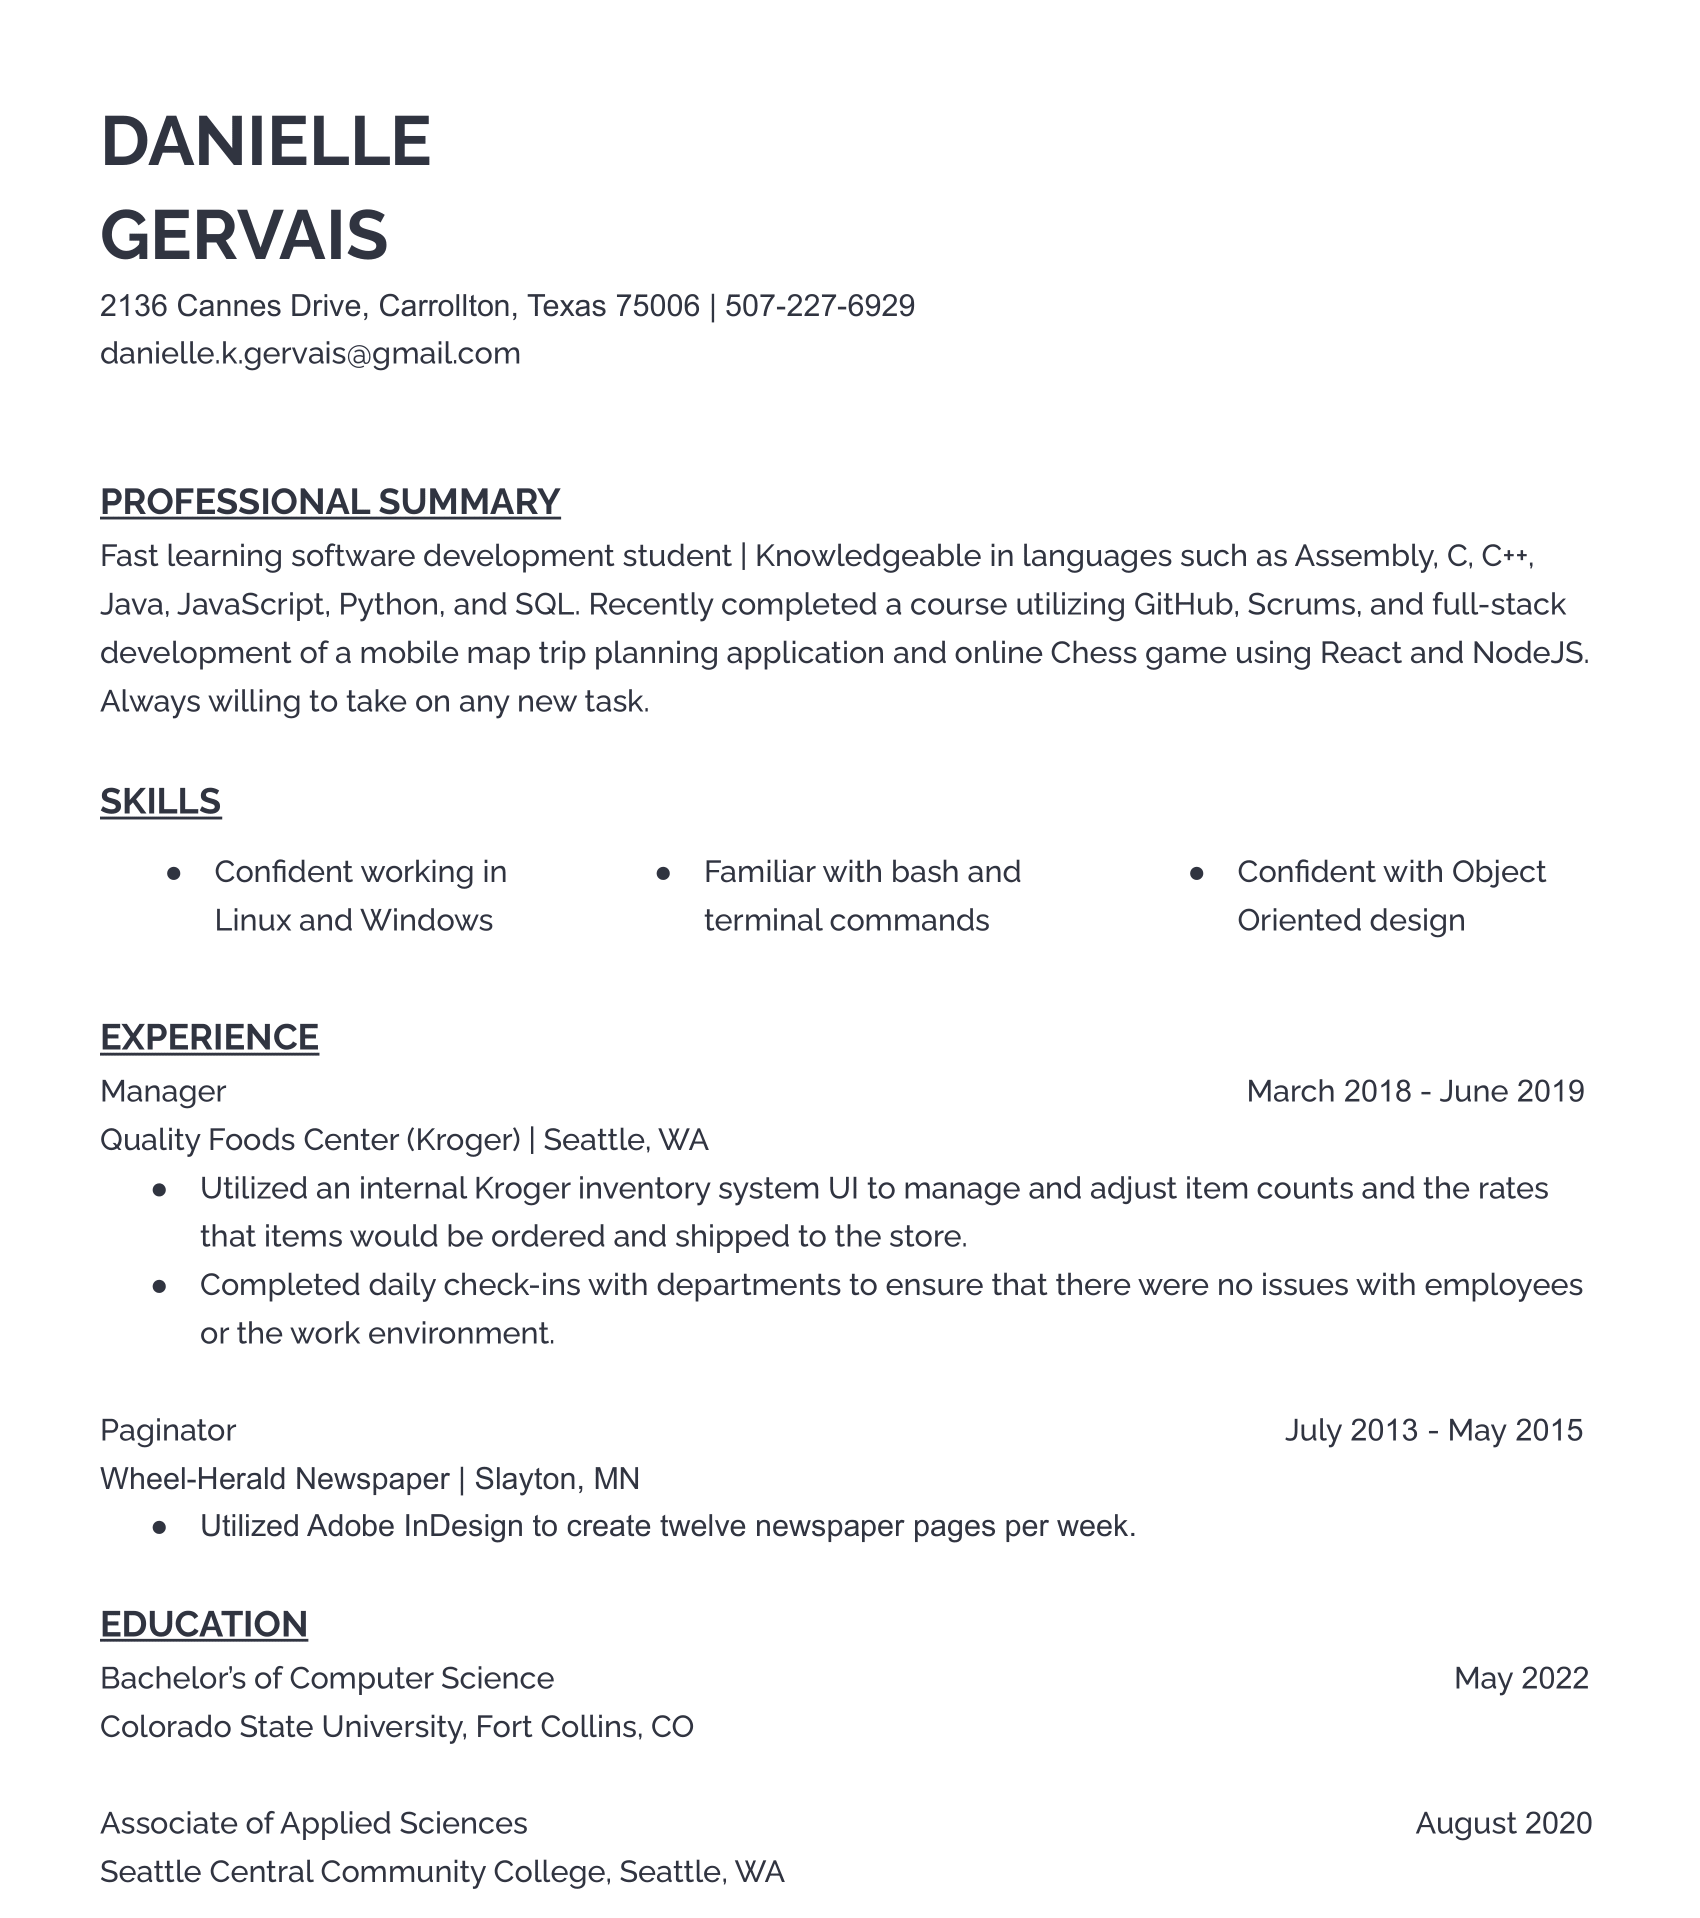 DANIELLE
GERVAIS
2136 Cannes Drive, Carrollton, Texas 75006 | 507-227-6929
danielle.k.gervais@gmail.com
PROFESSIONAL SUMMARY
Fast learning software development student | Knowledgeable in languages such as Assembly, C, C++,
Java, JavaScript, Python, and SQL. Recently completed a course utilizing GitHub, Scrums, and full-stack
development of a mobile map trip planning application and online Chess game using React and NodeJS.
Always willing to take on any new task.
SKILLS
● Confident working in
Linux and Windows
● Familiar with bash and
terminal commands
● Confident with Object
Oriented design
EXPERIENCE
Manager March 2018 - June 2019
Quality Foods Center (Kroger) | Seattle, WA
● Utilized an internal Kroger inventory system UI to manage and adjust item counts and the rates
that items would be ordered and shipped to the store.
● Completed daily check-ins with departments to ensure that there were no issues with employees
or the work environment.
Paginator July 2013 - May 2015
Wheel-Herald Newspaper | Slayton, MN
● Utilized Adobe InDesign to create twelve newspaper pages per week.
EDUCATION
Bachelor’s of Computer Science May 2022
Colorado State University, Fort Collins, CO
Associate of Applied Sciences August 2020
Seattle Central Community College, Seattle, WA